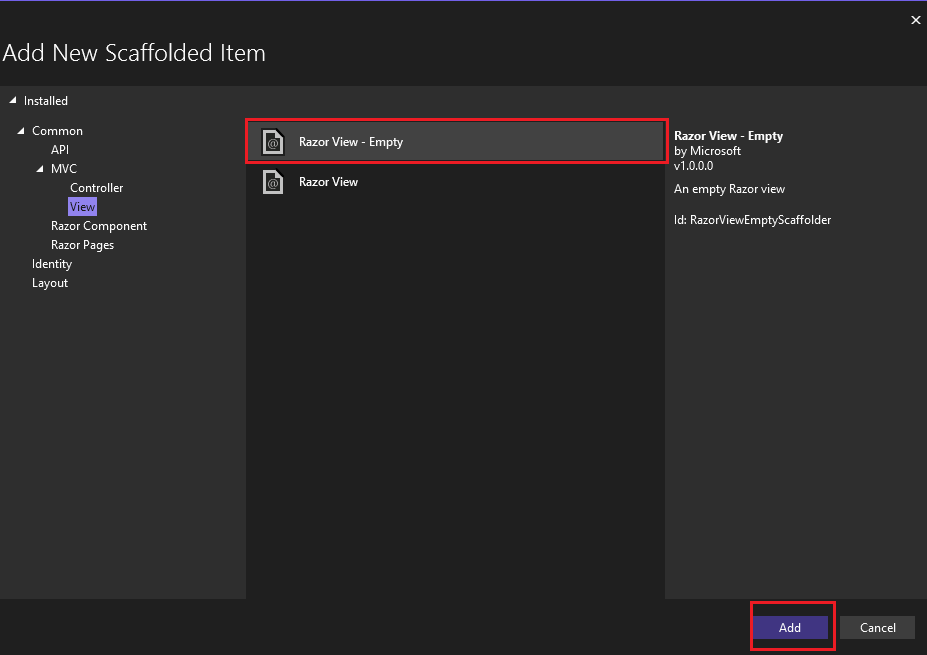 Add New Scaffolded Item
Installed
Common
API
MVC
Controller
View
Razor Component
Razor Pages
Identity
Layout
@ Razor View - Empty
@ Razor View
Razor View - Empty
by Microsoft
v1.0.0.0
An empty Razor view
Id: RazorViewEmptyScaffolder
Add Cancel